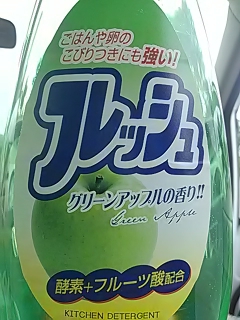 ごはんや卵の
こびりつきにも強い!
フレッシュ
グリーンアップルの香り!!
Green Apple
酵素+フルーツ酸配合
KITCHEN DETERGENT